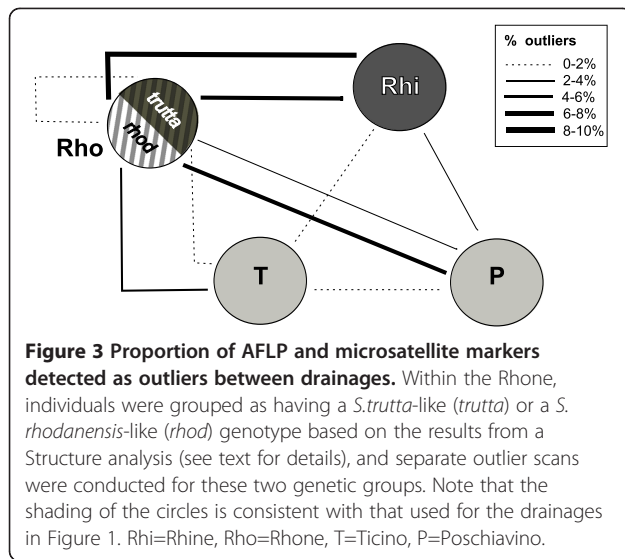 % outliers
0-2%
2-4%
4-6%
6-8%
8-10%
Rhi
trutta
rhod
Rho
T
P
Figure 3 Proportion of AFLP and microsatellite markers
detected as outliers between drainages. Within the Rhone,
individuals were grouped as having a S.trutta-like (trutta) or a S.
rhodanensis-like (rhod) genotype based on the results from a
Structure analysis (see text for details), and separate outlier scans
were conducted for these two genetic groups. Note that the
shading of the circles is consistent with that used for the drainages
in Figure 1. Rhi=Rhine, Rho=Rhone, T=Ticino, P=Poschiavino.